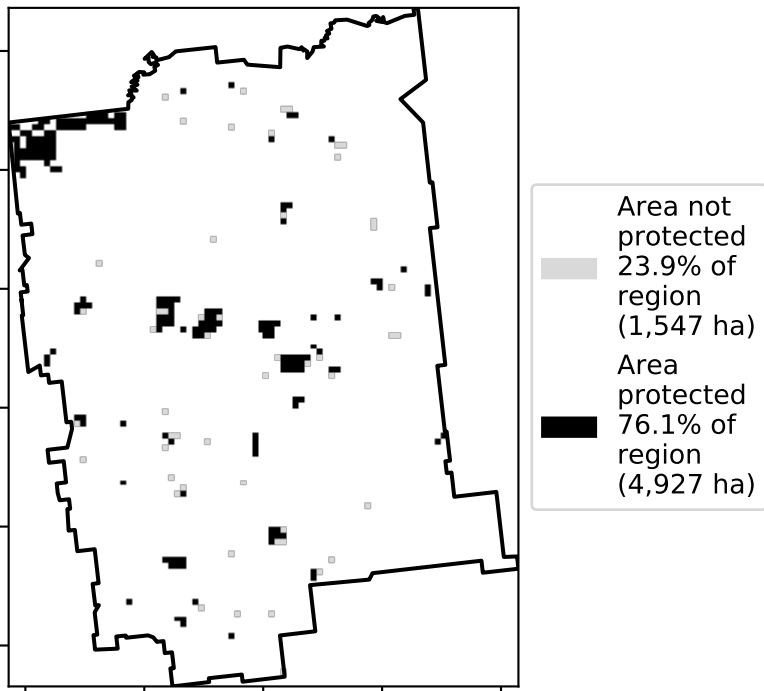 Area not
protected
23.9% of
region
(1,547 ha)
Area
protected
76.1% of
region
(4,927 ha)